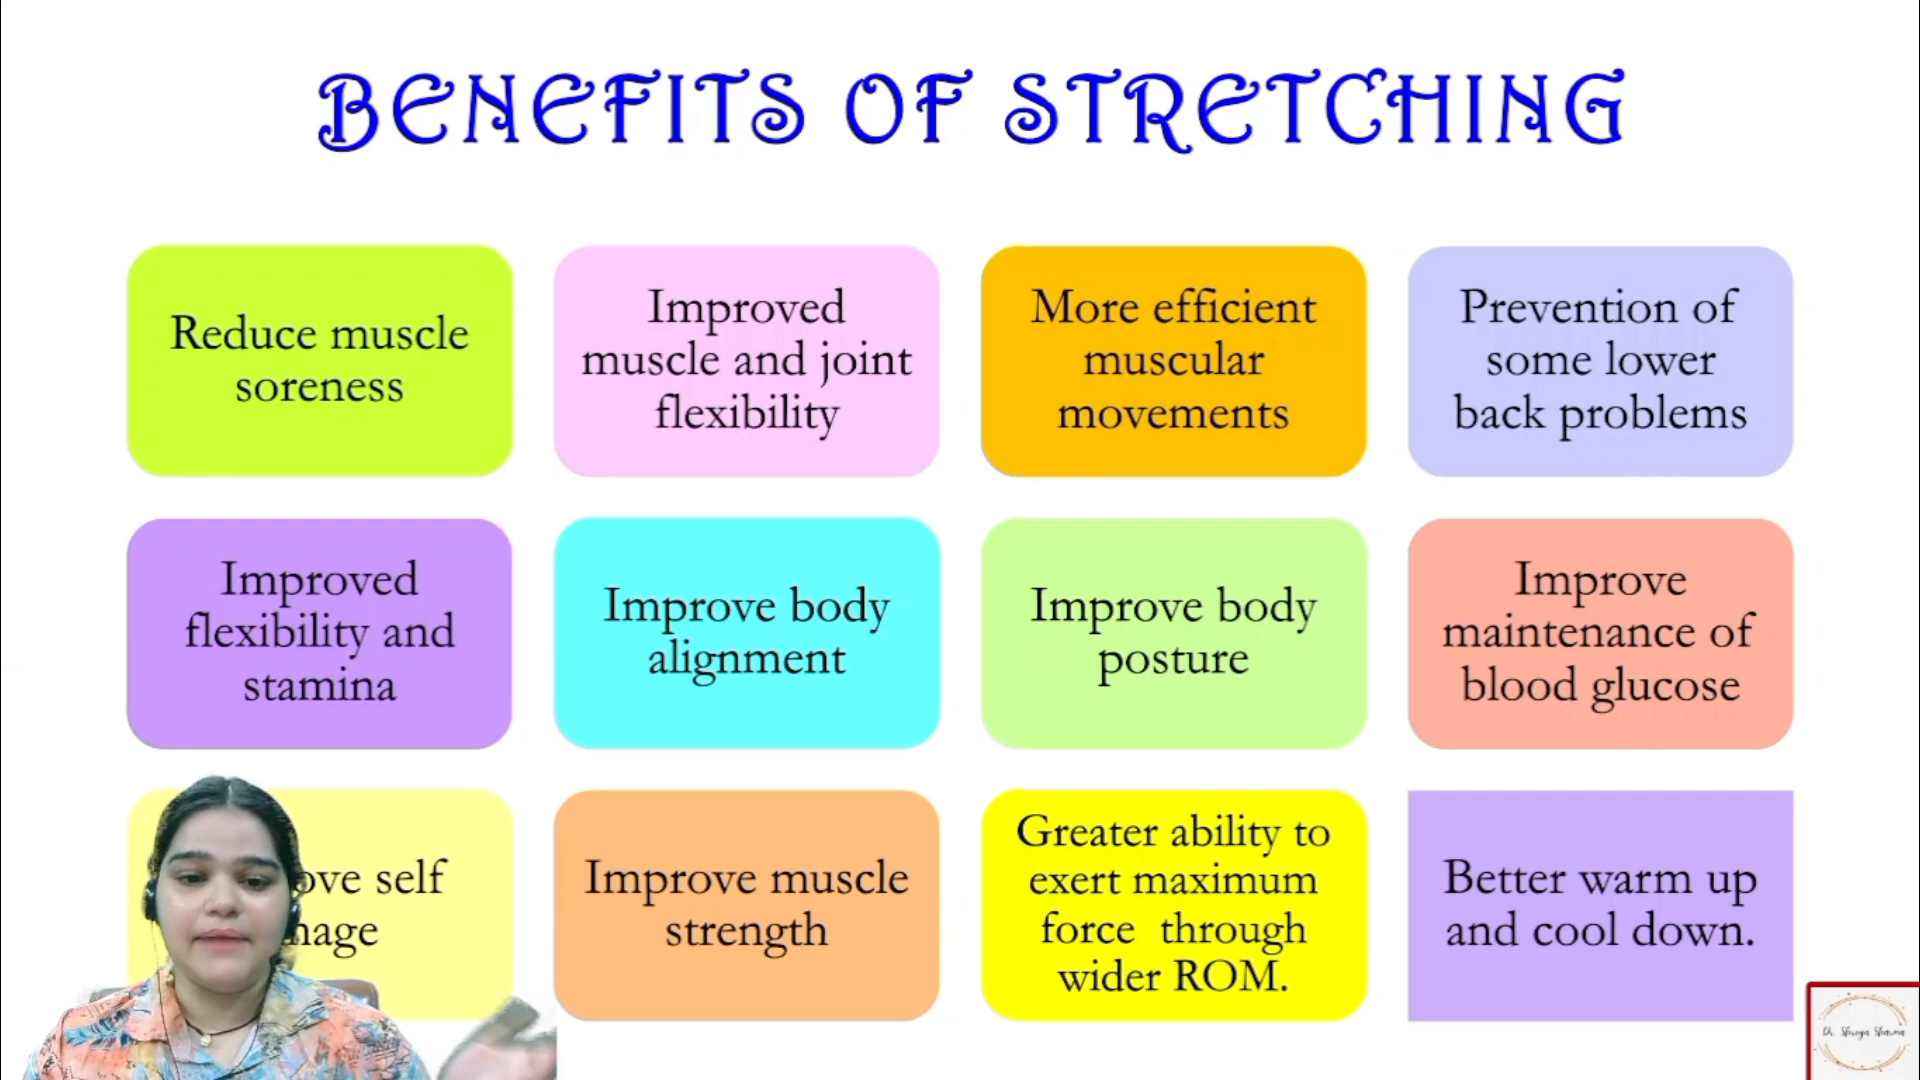 BENEFITS OF STRETCHING
Reduce muscle
soreness
Improved
muscle and joint
flexibility
More efficient
muscular
movements
Prevention of
some lower
back problems
Improved
flexibility and
stamina
Improve body
alignment
Improve body
posture
Improve
maintenance of
blood glucose
self
Improve muscle
strength
Greater ability to
exert maximum
force through
wider ROM.
Better warm up
and cool down.